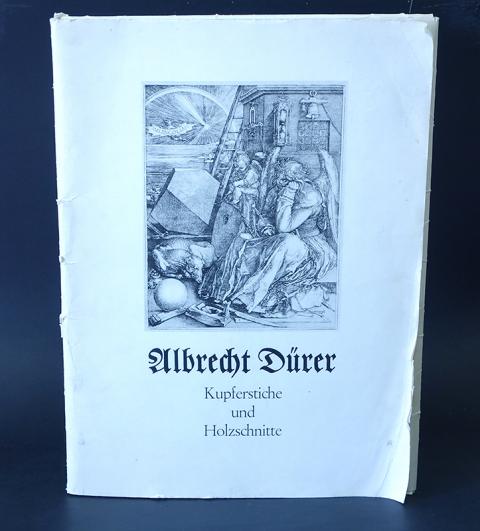 Albrecht Dürer
Kupferstiche
und
Holzschnitte